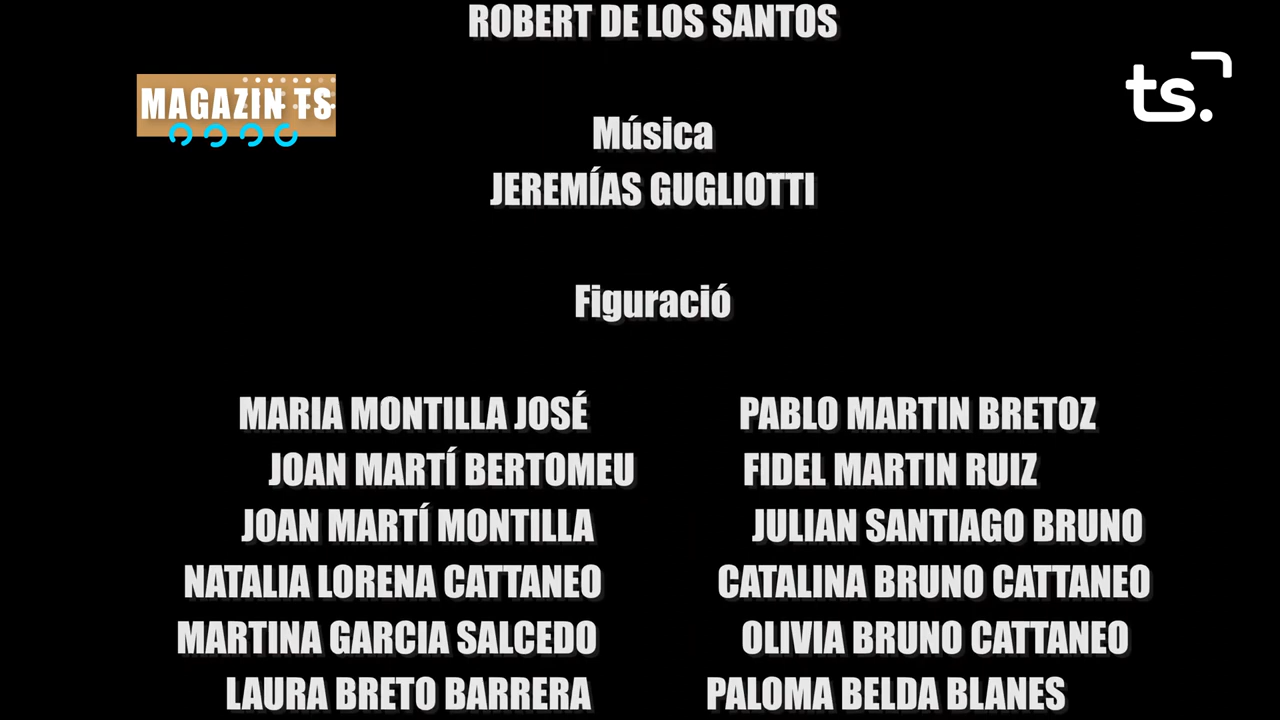 ROBERT DE LOS SANTOS
MAGAZIN TS
ts.
Música
JEREMÍAS GUGLIOTTI
Figuració
MARIA MONTILLA JOSÉ PABLO MARTIN BRETOZ
JOAN MARTÍ BERTOMEU FIDEL MARTIN RUIZ
JOAN MARTÍ MONTILLA JULIAN SANTIAGO BRUNO
NATALIA LORENA CATTANEO CATALINA BRUNO CATTANEO
MARTINA GARCIA SALCEDO OLIVIA BRUNO CATTANEO
LAURA BRETO BARRERA PALOMA BELDA BLANES